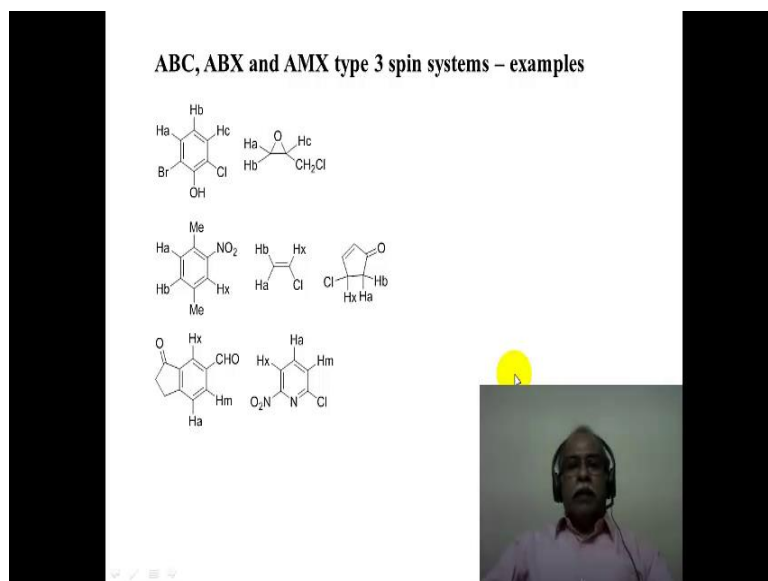 ABC, ABX and AMX type 3 spin systems – examples
Hb
Ha Hc
Br Cl
OH
O
Ha Hc
Hb
CH2Cl
Me
Ha NO2
Hb Hx
Me
Hb Hx
Ha Cl
O
Cl Hb
Hx Ha
O Hx
CHO
Hm
Ha
Ha
Hx Hm
O2N N Cl